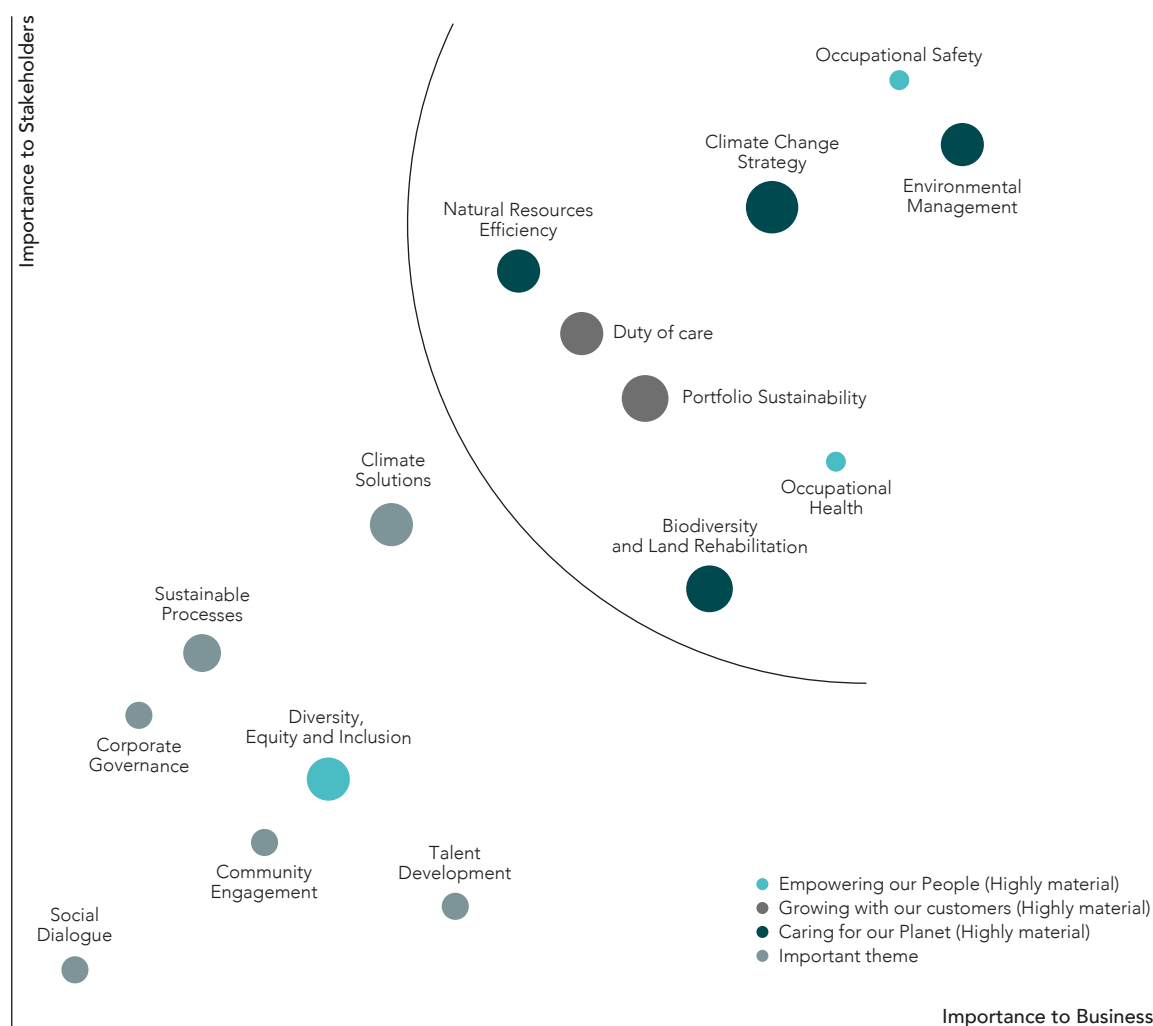 Importance to Stakeholders
Occupational Safety
Climate Change
Strategy
Environmental
Management
Natural Resources
Efficiency
Duty of care
Portfolio Sustainability
Climate
Solutions
Occupational
Health
Biodiversity
and Land Rehabilitation
Sustainable
Processes
Corporate
Governance
Diversity,
Equity and Inclusion
Community
Engagement
Talent
Development
Social
Dialogue
Empowering our People (Highly material)
Growing with our customers (Highly material)
Caring for our Planet (Highly material)
Important theme
Importance to Business